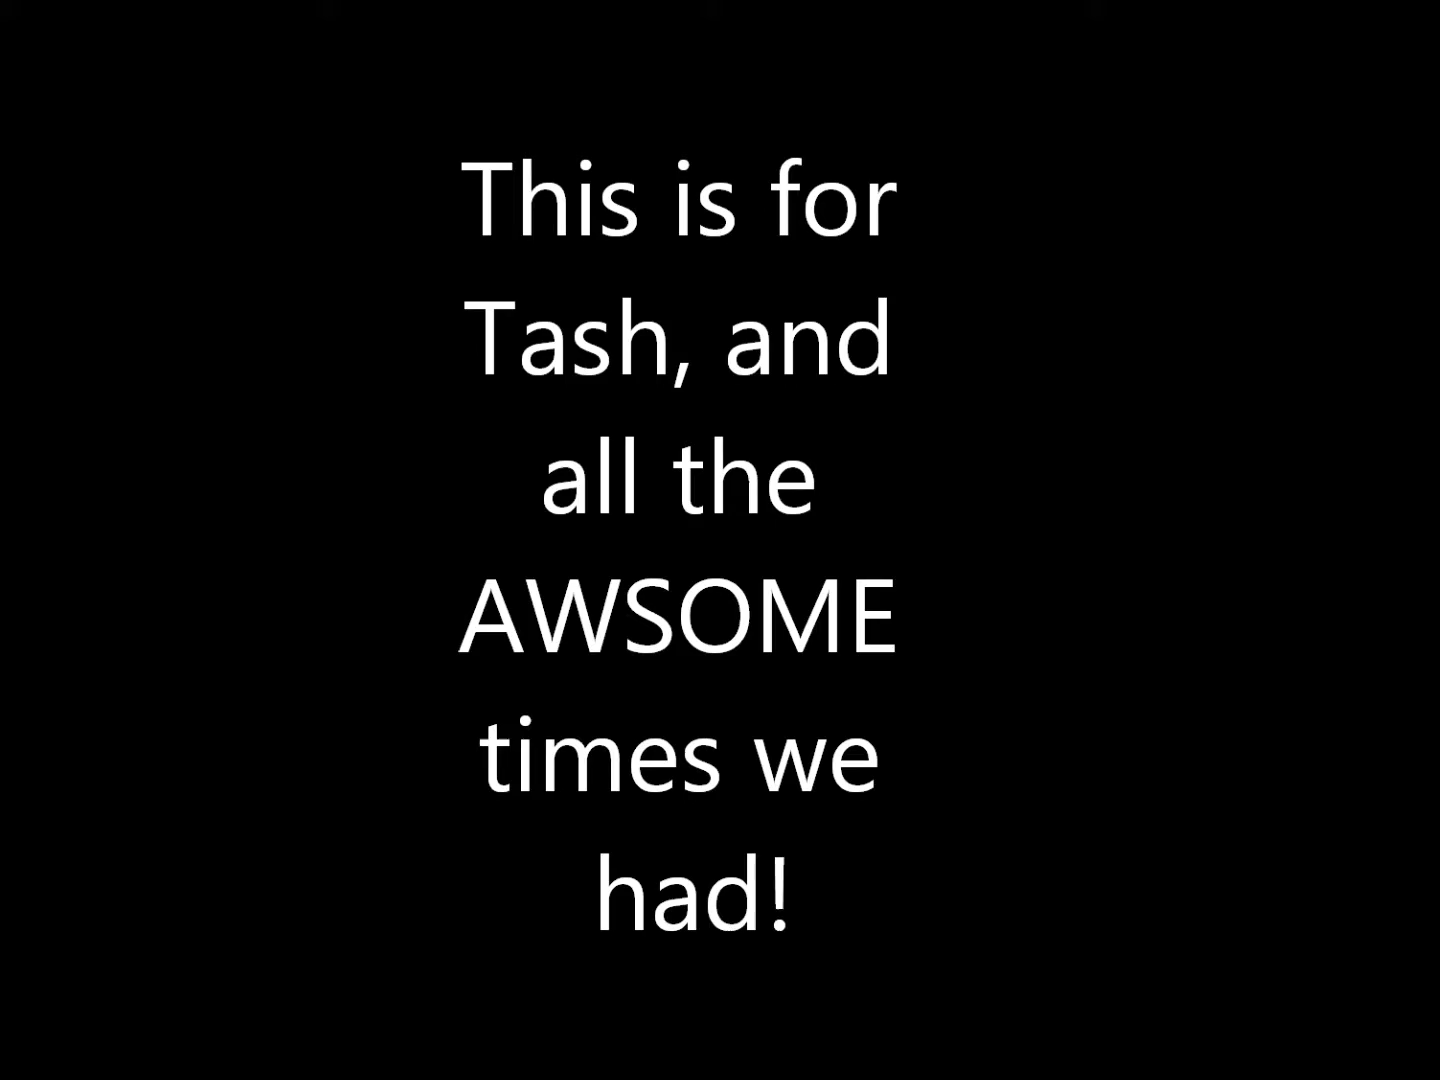 This is for
Tash, and
all the
AWSOME
times we
had!